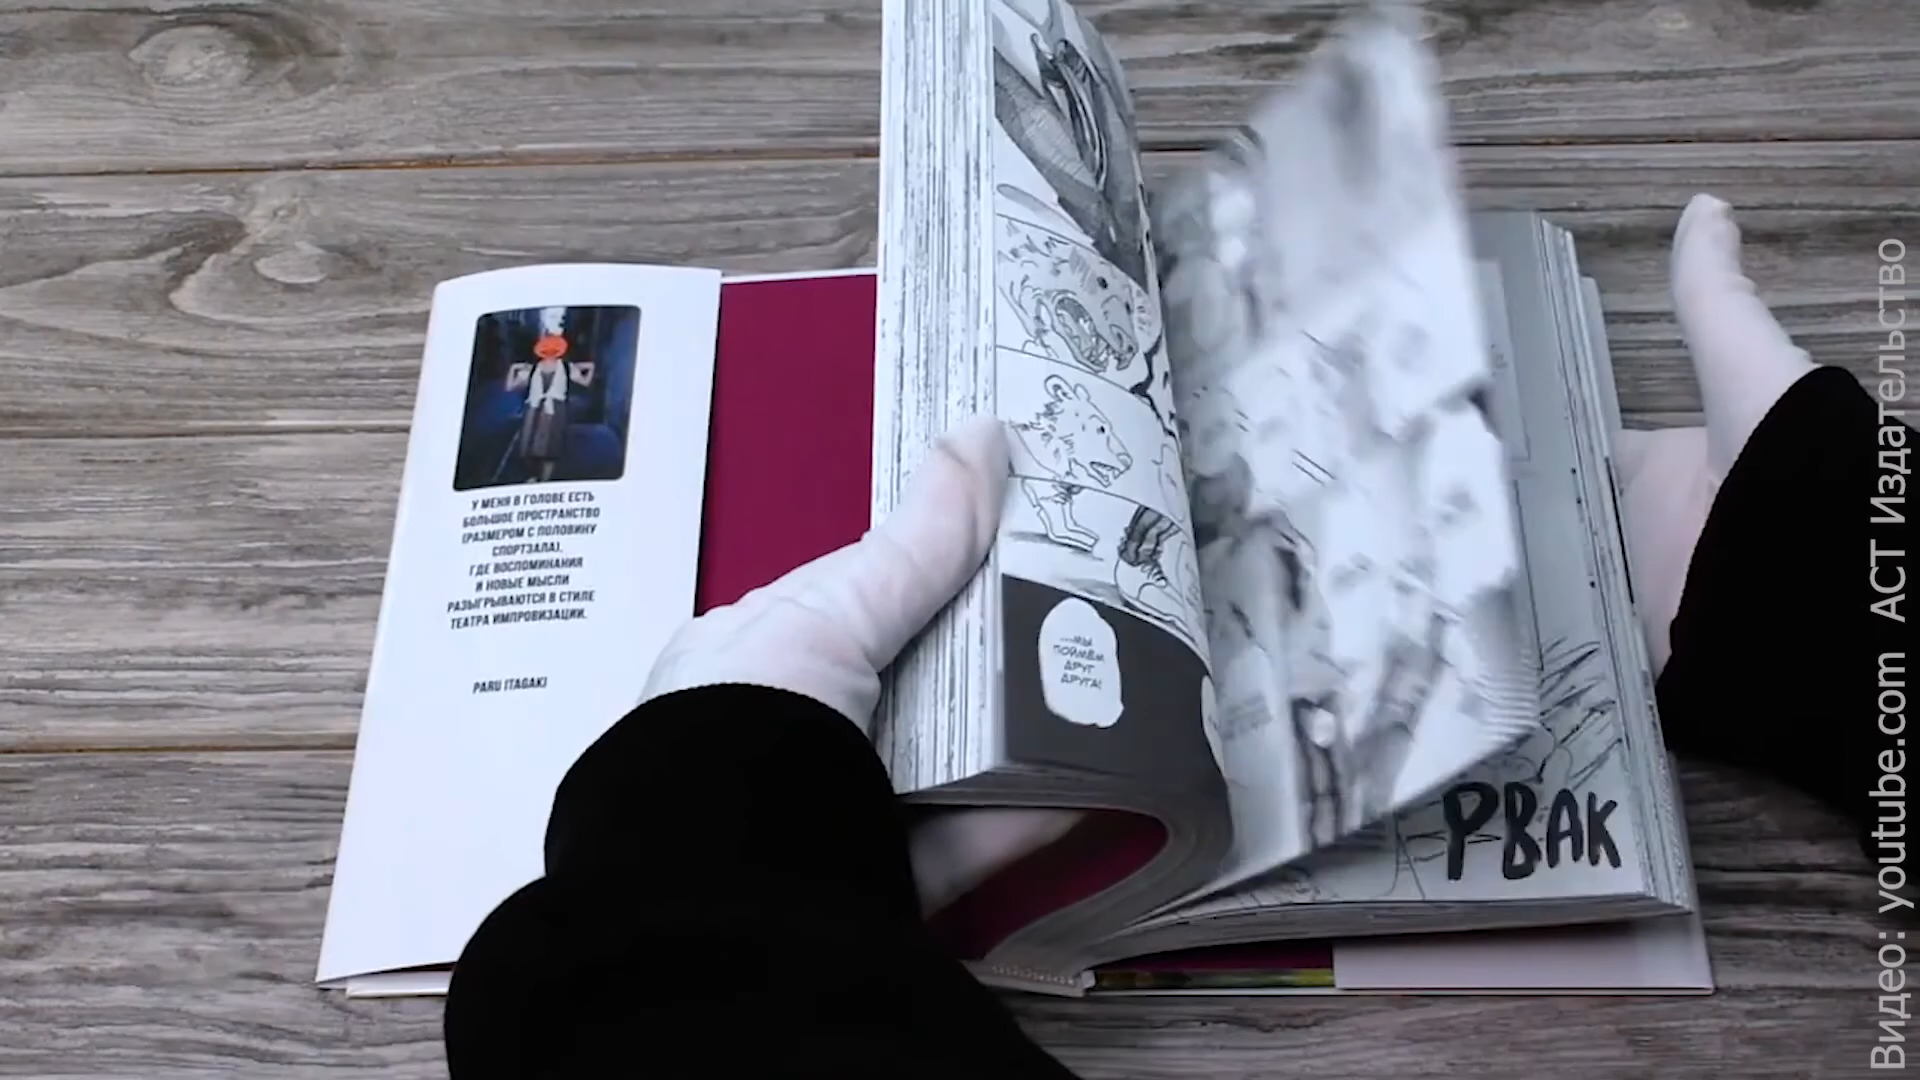 У МЕНЯ В ГОЛОВЕ ЕСТЬ
БОЛЬШОЕ ПРОСТРАНСТВО
(РАЗМЕРОМ С ПОЛОВИНУ
СПОРТЗАЛА),
ГДЕ ВОСПОМИНАНИЯ
И НОВЫЕ МЫСЛИ
РАЗЫГРЫВАЮТСЯ В СТИЛЕ
ТЕАТРА ИМПРОВИЗАЦИИ.
PARU ITAGAKI
...МЫ
ПОЙМЁМ
ДРУГ
ДРУГА!
РВАК
Видео: youtube.com АСТ Издательство